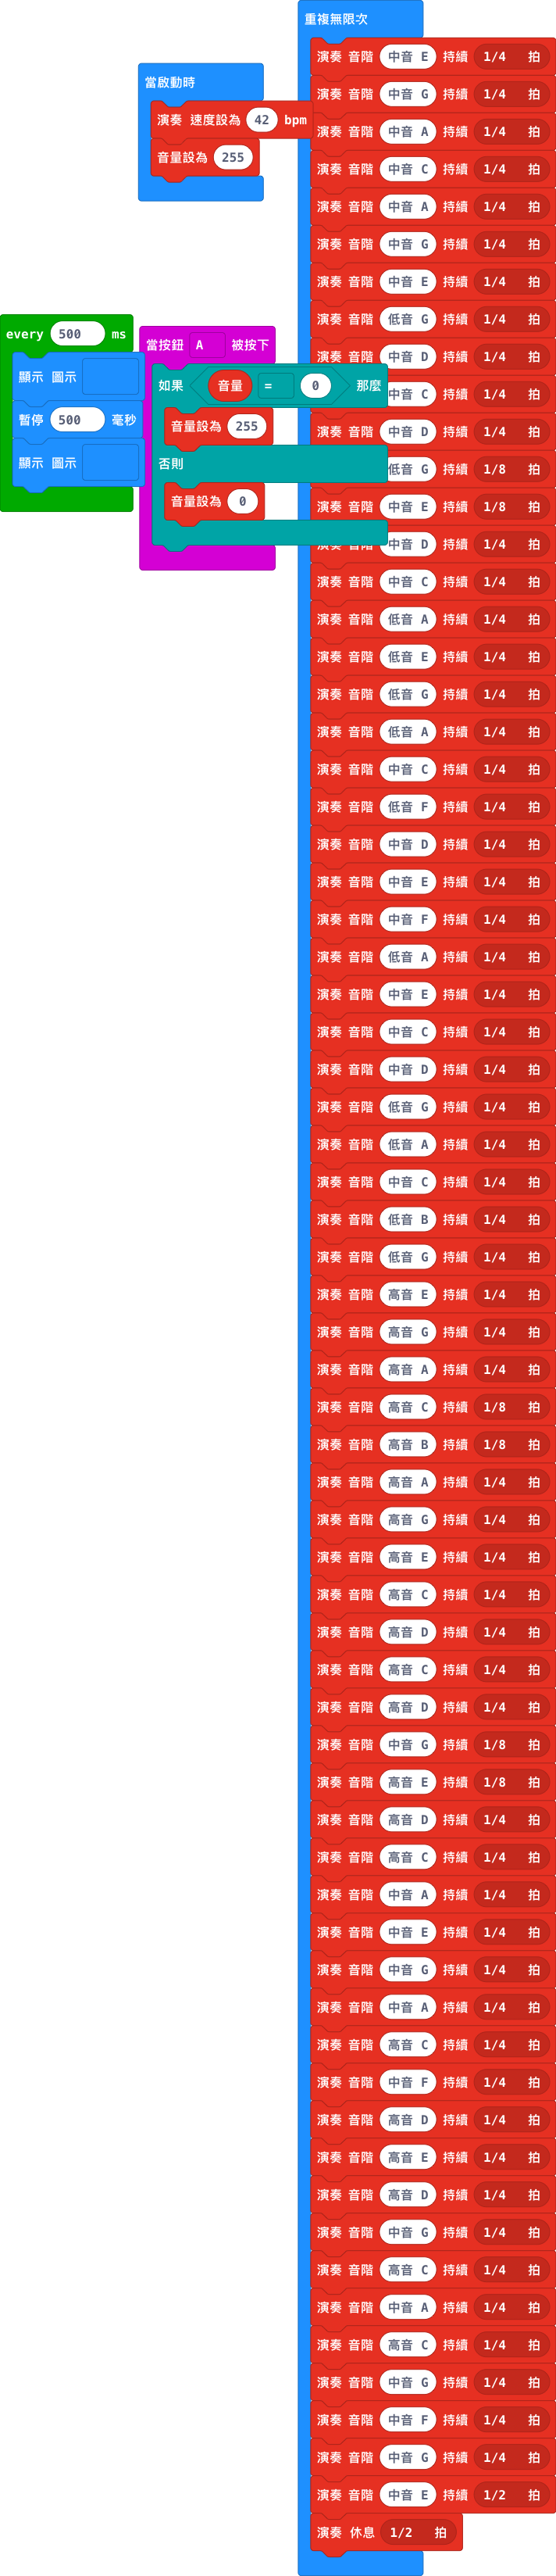 當啟動時
演奏 速度設為 42 bpm
音量設為 255
every 500 ms
顯示 圖示
暫停 500 毫秒
顯示 圖示
當按鈕 A 被按下
如果 音量 = 0 那麼
音量設為 255
否則
音量設為 0
重複無限次
演奏 音階 中音 E 持續 1/4 拍
演奏 音階 中音 G 持續 1/4 拍
演奏 音階 中音 A 持續 1/4 拍
演奏 音階 中音 C 持續 1/4 拍
演奏 音階 中音 A 持續 1/4 拍
演奏 音階 中音 G 持續 1/4 拍
演奏 音階 中音 E 持續 1/4 拍
演奏 音階 低音 G 持續 1/4 拍
演奏 音階 中音 D 持續 1/4 拍
中音 C 持續 1/4 拍
演奏 音階 中音 D 持續 1/4 拍
低音 G 持續 1/8 拍
演奏 音階 中音 E 持續 1/8 拍
演奏 音階 中音 D 持續 1/4 拍
演奏 音階 中音 C 持續 1/4 拍
演奏 音階 低音 A 持續 1/4 拍
演奏 音階 低音 E 持續 1/4 拍
演奏 音階 低音 G 持續 1/4 拍
演奏 音階 低音 A 持續 1/4 拍
演奏 音階 中音 C 持續 1/4 拍
演奏 音階 低音 F 持續 1/4 拍
演奏 音階 中音 D 持續 1/4 拍
演奏 音階 中音 E 持續 1/4 拍
演奏 音階 中音 F 持續 1/4 拍
演奏 音階 低音 A 持續 1/4 拍
演奏 音階 中音 E 持續 1/4 拍
演奏 音階 中音 C 持續 1/4 拍
演奏 音階 中音 D 持續 1/4 拍
演奏 音階 低音 G 持續 1/4 拍
演奏 音階 低音 A 持續 1/4 拍
演奏 音階 中音 C 持續 1/4 拍
演奏 音階 低音 B 持續 1/4 拍
演奏 音階 低音 G 持續 1/4 拍
演奏 音階 高音 E 持續 1/4 拍
演奏 音階 高音 G 持續 1/4 拍
演奏 音階 高音 A 持續 1/4 拍
演奏 音階 高音 C 持續 1/8 拍
演奏 音階 高音 B 持續 1/8 拍
演奏 音階 高音 A 持續 1/4 拍
演奏 音階 高音 G 持續 1/4 拍
演奏 音階 高音 E 持續 1/4 拍
演奏 音階 高音 C 持續 1/4 拍
演奏 音階 高音 D 持續 1/4 拍
演奏 音階 高音 C 持續 1/4 拍
演奏 音階 高音 D 持續 1/4 拍
演奏 音階 中音 G 持續 1/8 拍
演奏 音階 高音 E 持續 1/8 拍
演奏 音階 高音 D 持續 1/4 拍
演奏 音階 高音 C 持續 1/4 拍
演奏 音階 中音 A 持續 1/4 拍
演奏 音階 中音 E 持續 1/4 拍
演奏 音階 中音 G 持續 1/4 拍
演奏 音階 中音 A 持續 1/4 拍
演奏 音階 高音 C 持續 1/4 拍
演奏 音階 中音 F 持續 1/4 拍
演奏 音階 高音 D 持續 1/4 拍
演奏 音階 高音 E 持續 1/4 拍
演奏 音階 高音 D 持續 1/4 拍
演奏 音階 中音 G 持續 1/4 拍
演奏 音階 高音 C 持續 1/4 拍
演奏 音階 中音 A 持續 1/4 拍
演奏 音階 高音 C 持續 1/4 拍
演奏 音階 中音 G 持續 1/4 拍
演奏 音階 中音 F 持續 1/4 拍
演奏 音階 中音 G 持續 1/4 拍
演奏 音階 中音 E 持續 1/2 拍
演奏 休息 1/2 拍